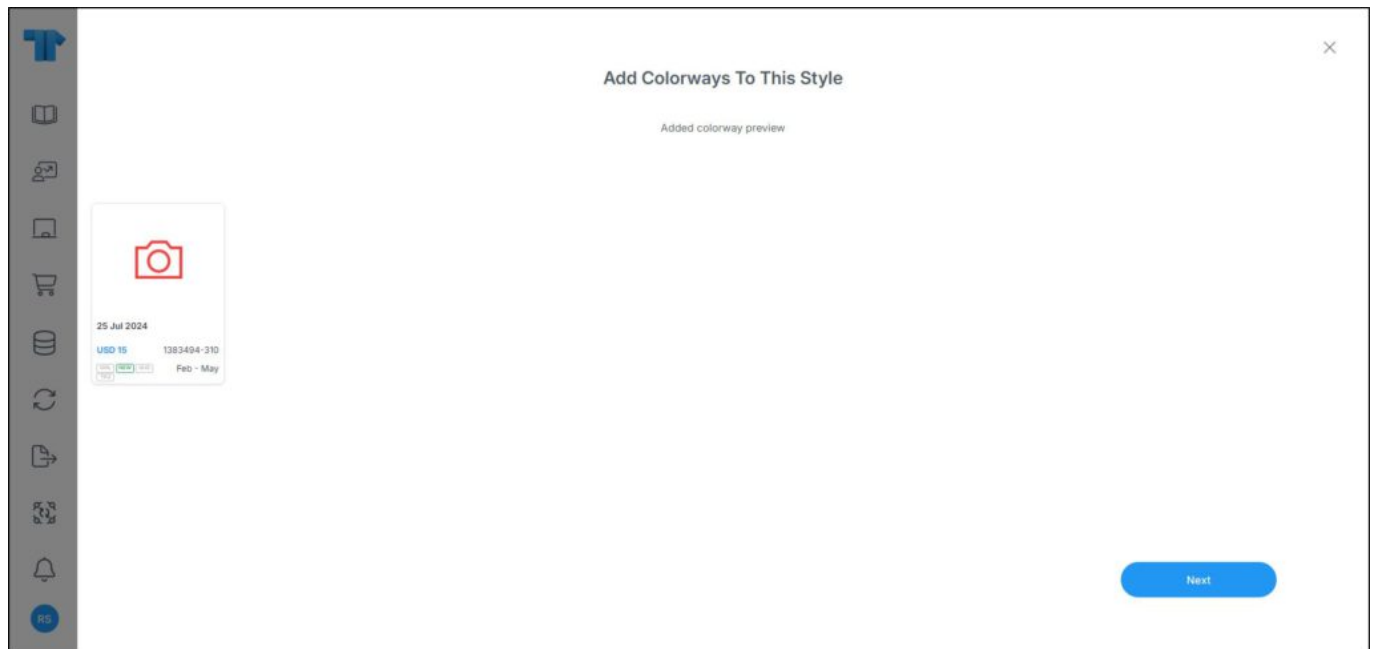 Add Colorways To This Style
Added colorway preview
25 Jul 2024
USD 15 1383494-310
NEW Feb - May
Next
RS